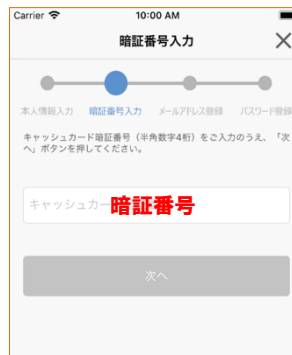 Carrier 10:00 AM
暗証番号入力
本人情報入力 暗証番号入力 メールアドレス登録 パスワード登録
キャッシュカード暗証番号（半角数字4桁）をご入力のうえ、「次
へ」ボタンを押してください。
キャッシュカー 暗証番号
次へ